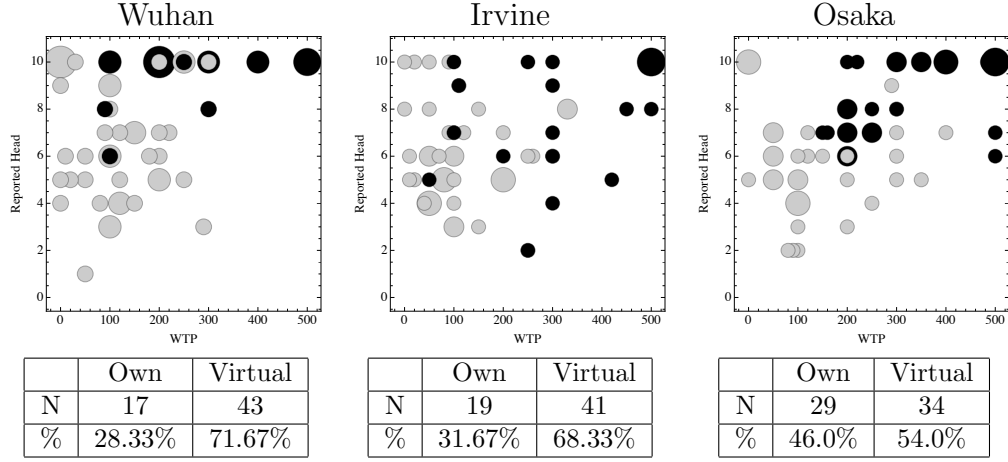 Wuhan
Reported Head
10
8
6
4
2
0
0 100 200 300 400 500
WTP
Own Virtual
N 17 43
% 28.33% 71.67%
Irvine
Reported Head
10
8
6
4
2
0
0 100 200 300 400 500
WTP
Own Virtual
N 19 41
% 31.67% 68.33%
Osaka
Reported Head
10
8
6
4
2
0
0 100 200 300 400 500
WTP
Own Virtual
N 29 34
% 46.0% 54.0%